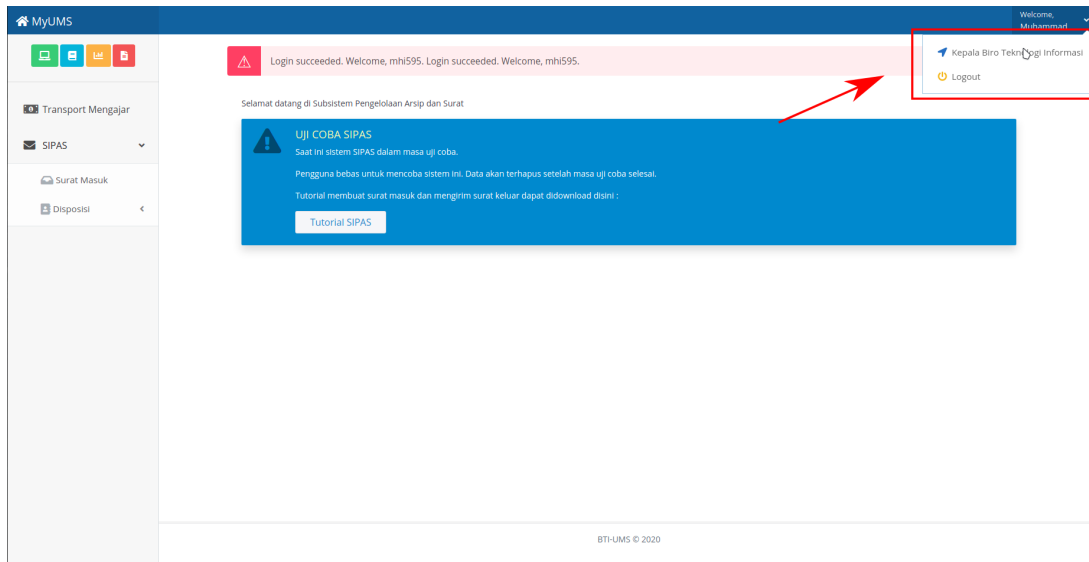 MyUMS
Welcome,
Muhammad
Kepala Biro Teknologi Informasi
Logout
Login succeeded. Welcome, mhi595. Login succeeded. Welcome, mhi595.
Transport Mengajar
SIPAS
Surat Masuk
Disposisi
Selamat datang di Subsistem Pengelolaan Arsip dan Surat
UJI COBA SIPAS
Saat ini sistem SIPAS dalam masa uji coba.
Pengguna bebas untuk mencoba sistem ini. Data akan terhapus setelah masa uji coba selesai.
Tutorial membuat surat masuk dan mengirim surat keluar dapat didownload disini :
Tutorial SIPAS
BTI-UMS © 2020